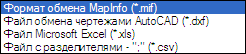 Формат обмена MapInfo (*.mif)
Файл обмена чертежами AutoCAD (*.dxf)
Файл Microsoft Excel (*.xls)
Файл с разделителями - ";" (*.csv)